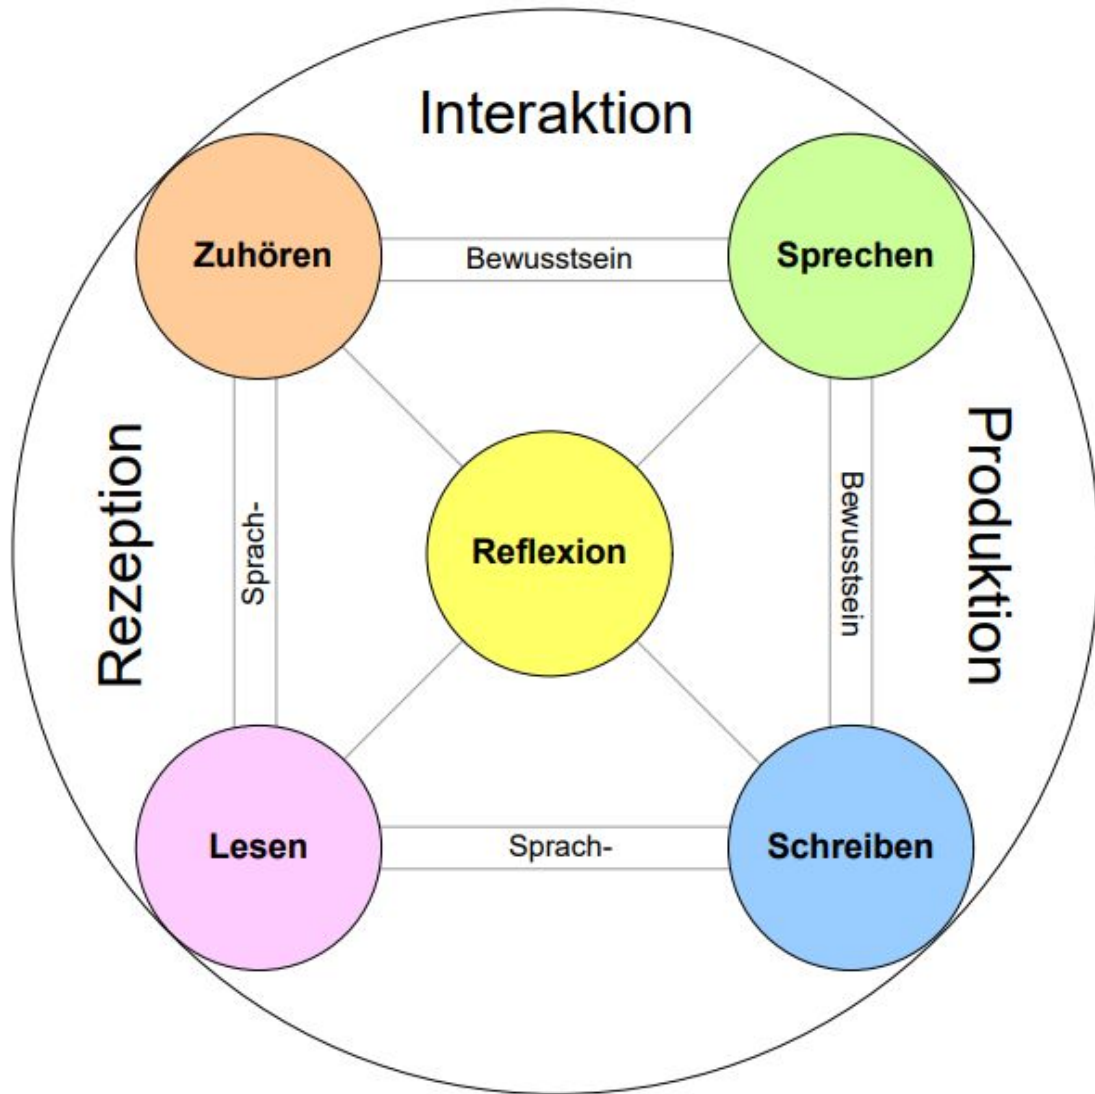 Interaktion
Zuhören
Bewusstsein
Sprechen
Rezeption
Sprach-
Reflexion
Bewusstsein
Produktion
Lesen
Sprach-
Schreiben